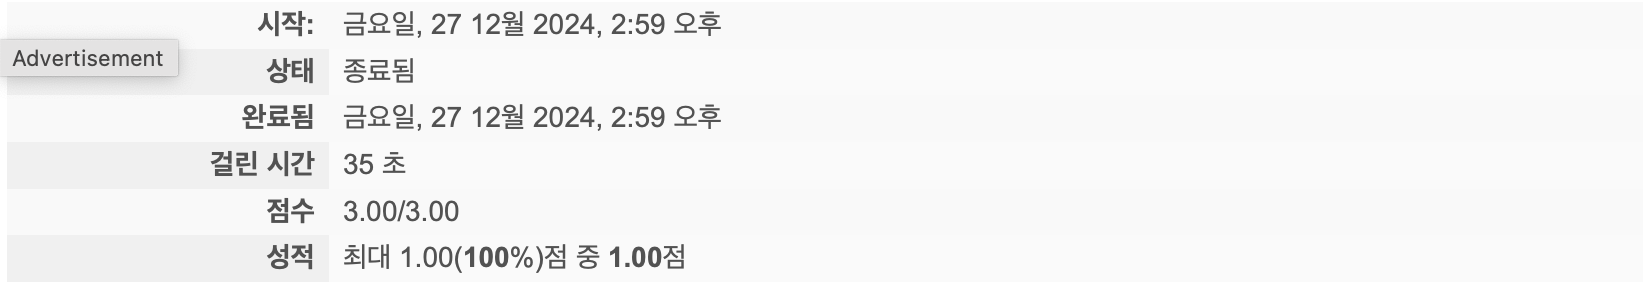 시작: 금요일, 27 12월 2024, 2:59 오후
Advertisement
상태 종료됨
완료됨 금요일, 27 12월 2024, 2:59 오후
걸린 시간 35 초
점수 3.00/3.00
성적 최대 1.00(100%)점 중 1.00점